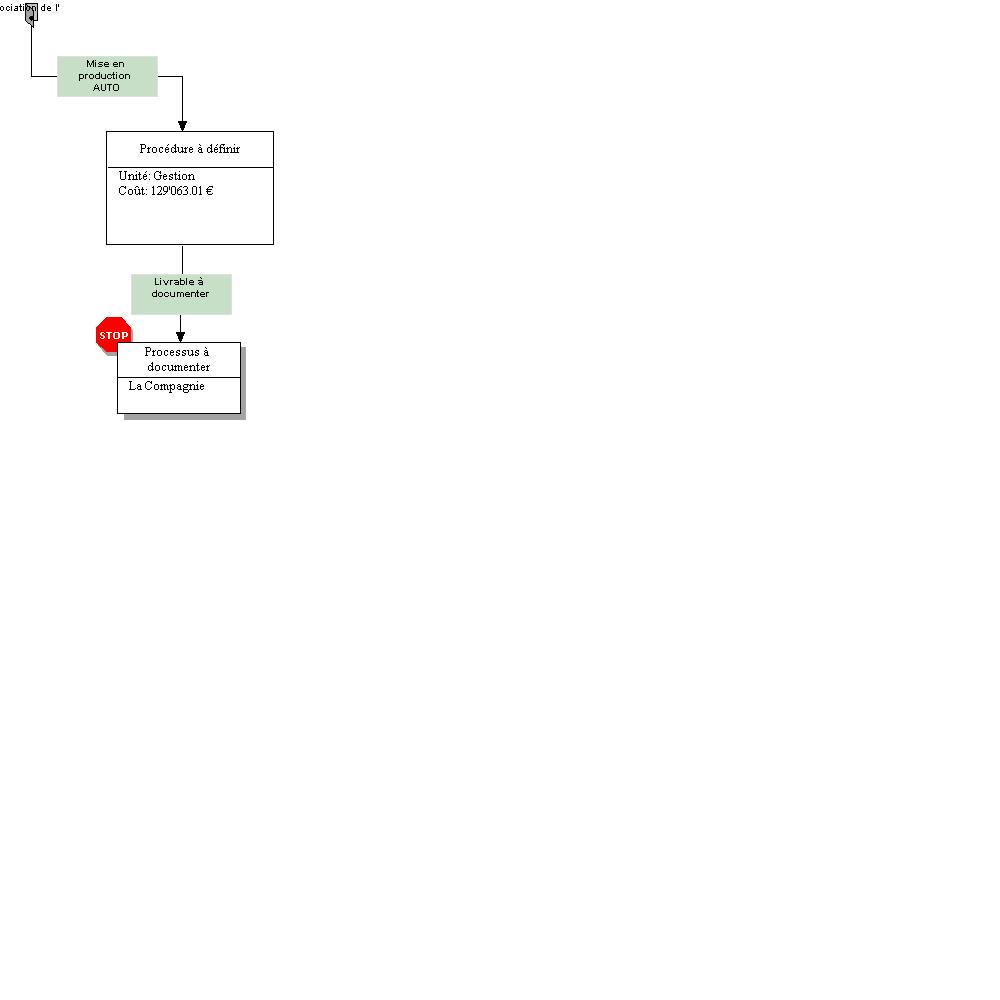 ociation de l'
Mise en
production
AUTO
Procédure à définir
Unité: Gestion
Coût: 129'063.01 €
Livrable à
documenter
STOP
Processus à
documenter
La Compagnie